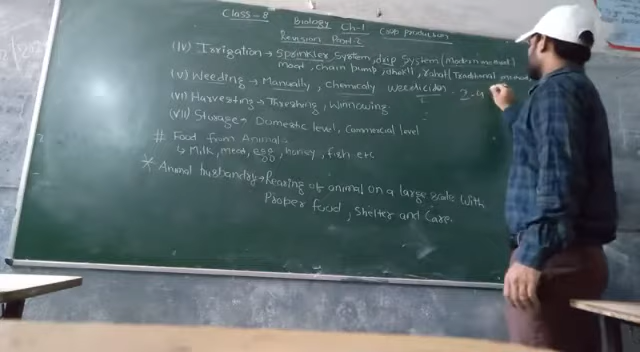 Class-8 Biology Ch-1 Crop production
Revision Part-2
(IV) Irrigation → Sprinkler System, drip System (Modern method)
moat, chain pump, dhekli, rahat (Traditional method)
(V) Weeding → Manually, Chemically weedicides 2-4
(VI) Harvesting → Threshing, Winnowing
(VII) Storage → Domestic level, Commercial level
# Food from Animals
↳ Milk, meat, egg, honey, fish etc
* Animal husbandry → Rearing of animal on a large scale with
Proper food, Shelter and Care.